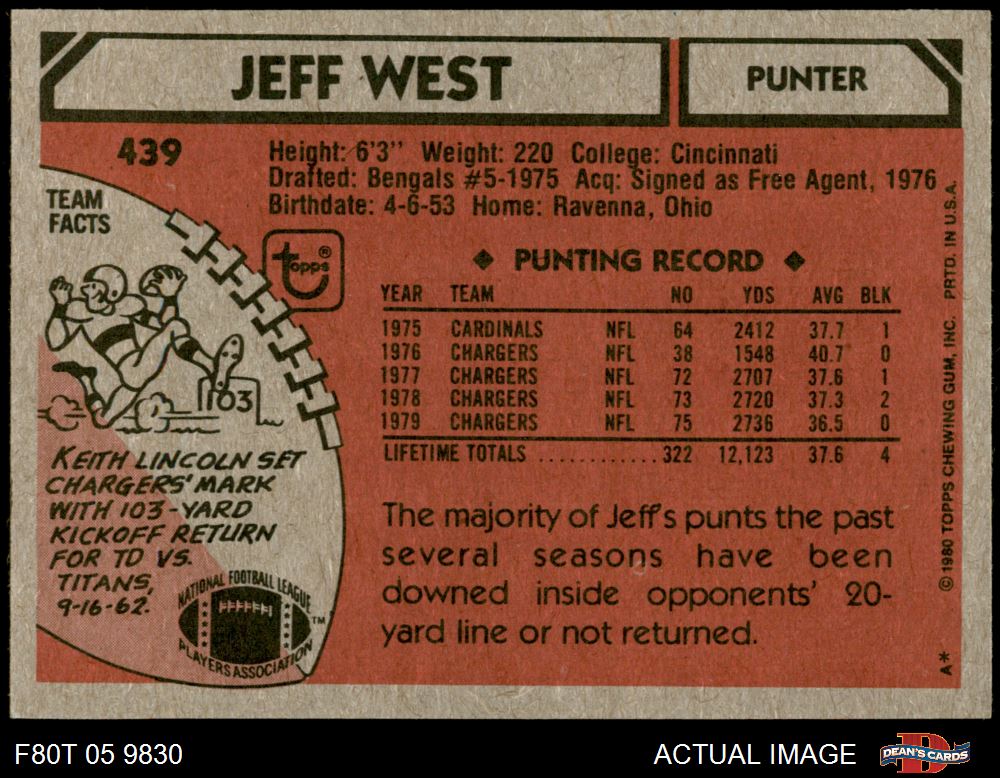 JEFF WEST
PUNTER
439
Height: 6'3" Weight: 220 College: Cincinnati
Drafted: Bengals #5-1975 Acq: Signed as Free Agent, 1976
Birthdate: 4-6-53 Home: Ravenna, Ohio
TEAM
FACTS
topps®
103
KEITH LINCOLN SET
CHARGERS' MARK
WITH 103-YARD
KICKOFF RETURN
FOR TD VS.
TITANS,
9-16-62.
NATIONAL FOOTBALL LEAGUE
PLAYERS ASSOCIATION
TM
◆ PUNTING RECORD ◆
YEAR TEAM NO YDS AVG BLK
1975 CARDINALS NFL 64 2412 37.7 1
1976 CHARGERS NFL 38 1548 40.7 0
1977 CHARGERS NFL 72 2707 37.6 1
1978 CHARGERS NFL 73 2720 37.3 2
1979 CHARGERS NFL 75 2736 36.5 0
LIFETIME TOTALS ............ 322 12,123 37.6 4
The majority of Jeff's punts the past
several seasons have been
downed inside opponents' 20-
yard line or not returned.
A* © 1980 TOPPS CHEWING GUM, INC. PRTD. IN U.S.A.
F80T 05 9830
ACTUAL IMAGE
DEAN'S CARDS